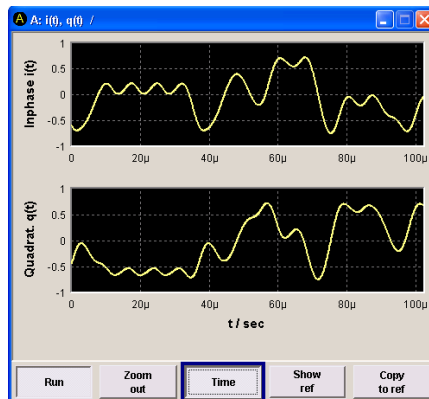 A A: i(t), q(t) /
Inphase i(t)
1
0.5
0
-0.5
-1
0 20µ 40µ 60µ 80µ 100µ
Quadrat. q(t)
1
0.5
0
-0.5
-1
0 20µ 40µ 60µ 80µ 100µ
t / sec
Run
Zoom
out
Time
Show
ref
Copy
to ref